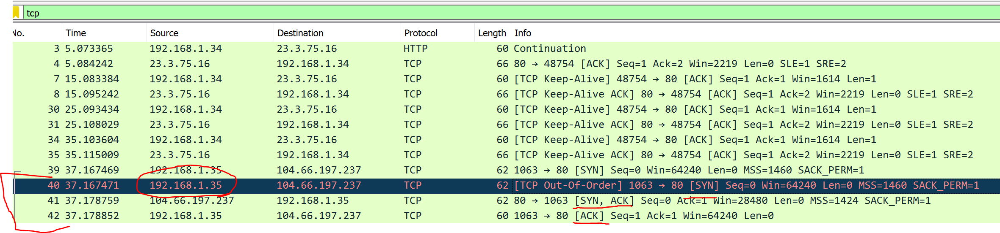 tcp
No. Time Source Destination Protocol Length Info
3 5.073365 192.168.1.34 23.3.75.16 HTTP 60 Continuation
4 5.084242 23.3.75.16 192.168.1.34 TCP 66 80 → 48754 [ACK] Seq=1 Ack=2 Win=2219 Len=0 SLE=1 SRE=2
7 15.083384 192.168.1.34 23.3.75.16 TCP 60 [TCP Keep-Alive] 48754 → 80 [ACK] Seq=1 Ack=1 Win=1614 Len=1
8 15.095242 23.3.75.16 192.168.1.34 TCP 66 [TCP Keep-Alive ACK] 80 → 48754 [ACK] Seq=1 Ack=2 Win=2219 Len=0 SLE=1 SRE=2
30 25.093434 192.168.1.34 23.3.75.16 TCP 60 [TCP Keep-Alive] 48754 → 80 [ACK] Seq=1 Ack=1 Win=1614 Len=1
31 25.108029 23.3.75.16 192.168.1.34 TCP 66 [TCP Keep-Alive ACK] 80 → 48754 [ACK] Seq=1 Ack=2 Win=2219 Len=0 SLE=1 SRE=2
34 35.103604 192.168.1.34 23.3.75.16 TCP 60 [TCP Keep-Alive] 48754 → 80 [ACK] Seq=1 Ack=1 Win=1614 Len=1
35 35.115009 23.3.75.16 192.168.1.34 TCP 66 [TCP Keep-Alive ACK] 80 → 48754 [ACK] Seq=1 Ack=2 Win=2219 Len=0 SLE=1 SRE=2
39 37.167469 192.168.1.35 104.66.197.237 TCP 62 1063 → 80 [SYN] Seq=0 Win=64240 Len=0 MSS=1460 SACK_PERM=1
40 37.167471 192.168.1.35 104.66.197.237 TCP 62 [TCP Out-Of-Order] 1063 → 80 [SYN] Seq=0 Win=64240 Len=0 MSS=1460 SACK_PERM=1
41 37.178759 104.66.197.237 192.168.1.35 TCP 62 80 → 1063 [SYN, ACK] Seq=0 Ack=1 Win=28480 Len=0 MSS=1424 SACK_PERM=1
42 37.178852 192.168.1.35 104.66.197.237 TCP 60 1063 → 80 [ACK] Seq=1 Ack=1 Win=64240 Len=0